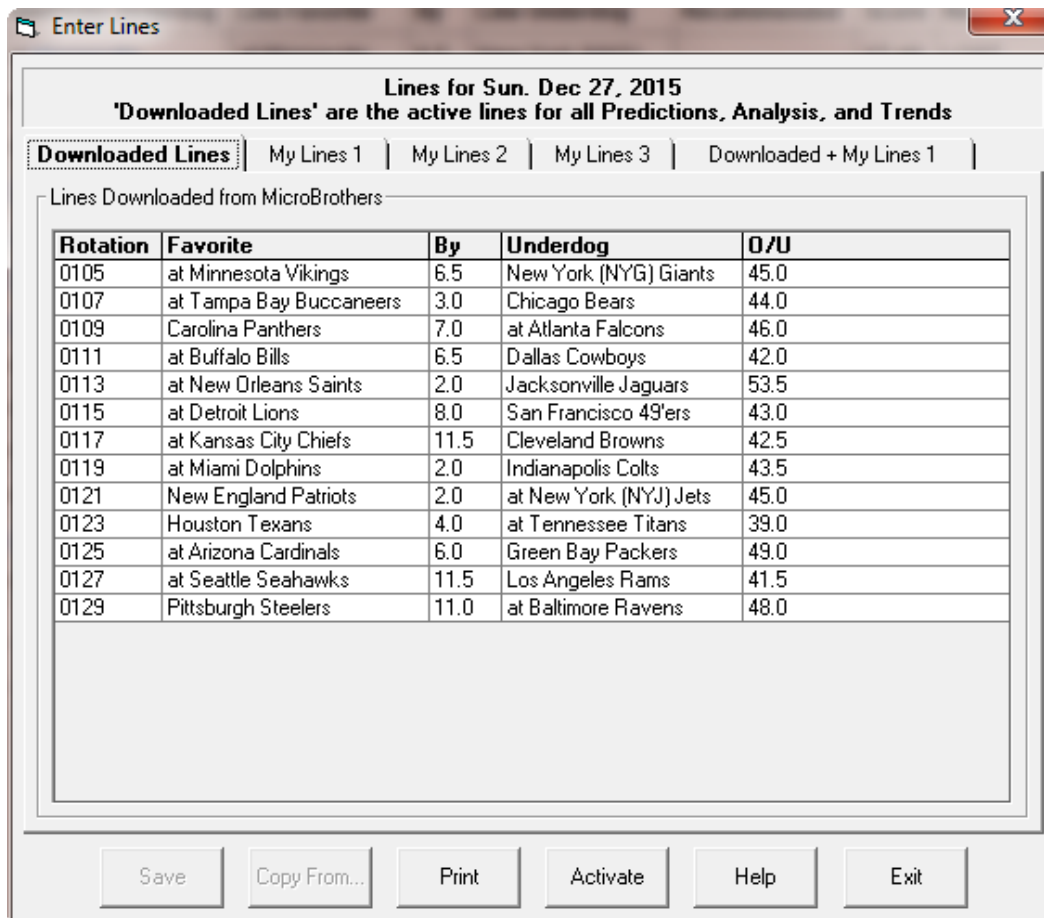 Enter Lines
Lines for Sun. Dec 27, 2015
'Downloaded Lines' are the active lines for all Predictions, Analysis, and Trends
Downloaded Lines My Lines 1 My Lines 2 My Lines 3 Downloaded + My Lines 1
Lines Downloaded from MicroBrothers
Rotation Favorite By Underdog O/U
0105 at Minnesota Vikings 6.5 New York (NYG) Giants 45.0
0107 at Tampa Bay Buccaneers 3.0 Chicago Bears 44.0
0109 Carolina Panthers 7.0 at Atlanta Falcons 46.0
0111 at Buffalo Bills 6.5 Dallas Cowboys 42.0
0113 at New Orleans Saints 2.0 Jacksonville Jaguars 53.5
0115 at Detroit Lions 8.0 San Francisco 49'ers 43.0
0117 at Kansas City Chiefs 11.5 Cleveland Browns 42.5
0119 at Miami Dolphins 2.0 Indianapolis Colts 43.5
0121 New England Patriots 2.0 at New York (NYJ) Jets 45.0
0123 Houston Texans 4.0 at Tennessee Titans 39.0
0125 at Arizona Cardinals 6.0 Green Bay Packers 49.0
0127 at Seattle Seahawks 11.5 Los Angeles Rams 41.5
0129 Pittsburgh Steelers 11.0 at Baltimore Ravens 48.0
Save Copy From... Print Activate Help Exit